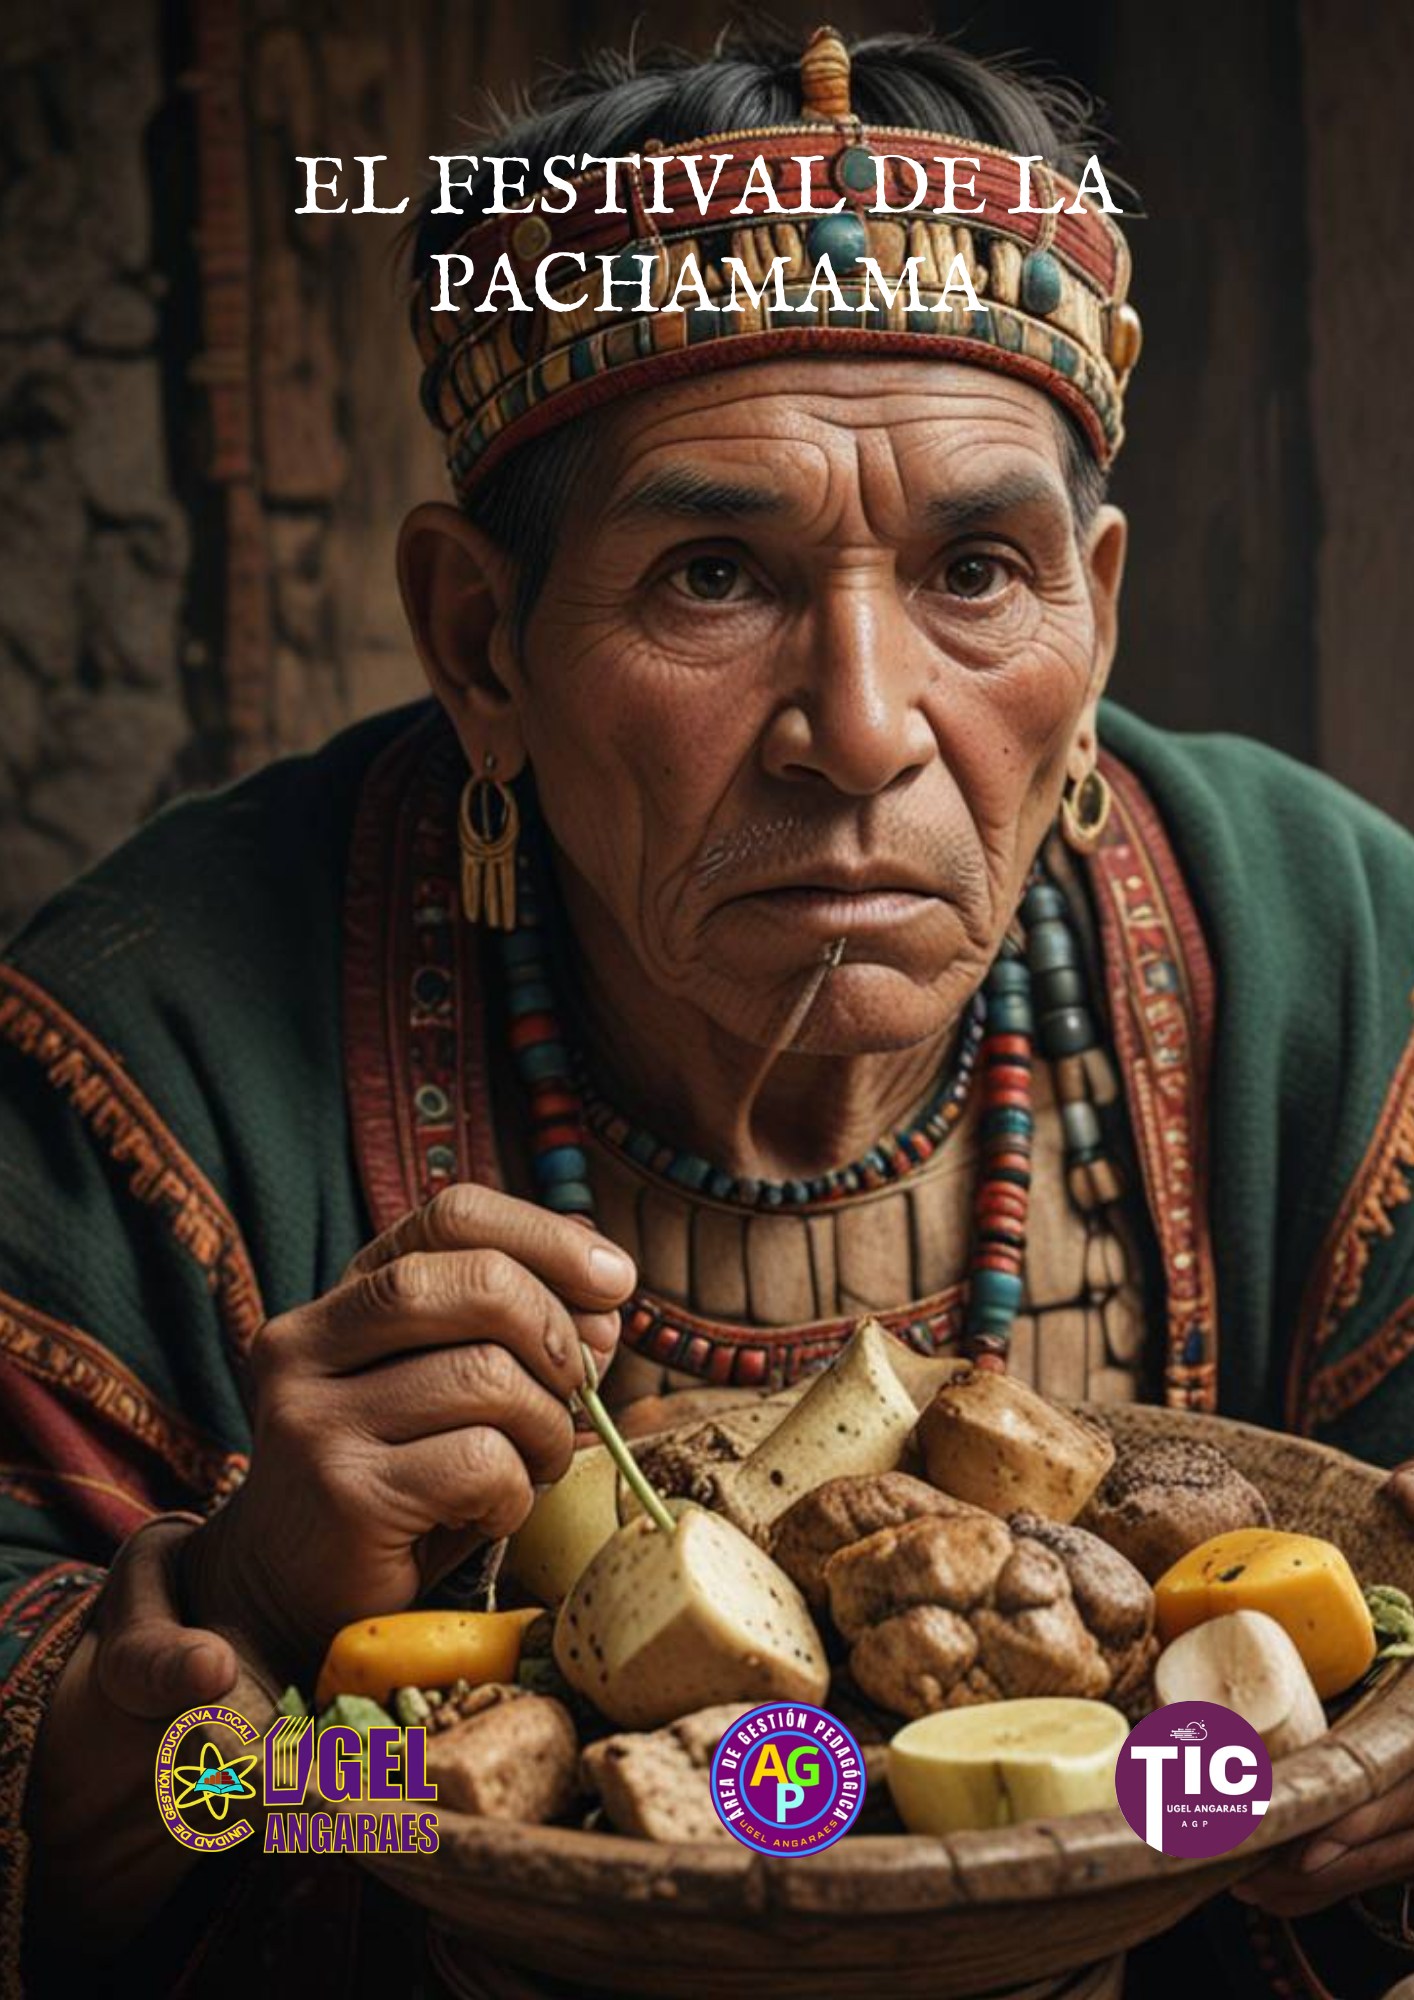 EL FESTIVAL DE LA
PACHAMAMA
UNIDAD DE GESTIÓN EDUCATIVA LOCAL
UGEL
ANGARAES
ÁREA DE GESTIÓN PEDAGÓGICA
AGP
UGEL ANGARAES
TIC
UGEL ANGARAES
AGP